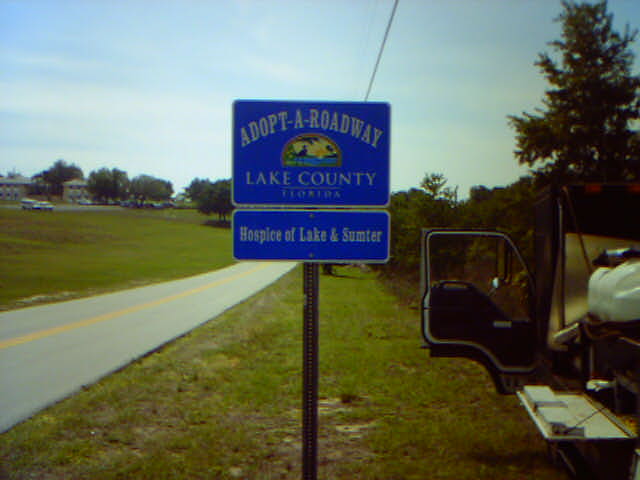 ADOPT-A-ROADWAY
LAKE COUNTY
FLORIDA
Hospice of Lake & Sumter